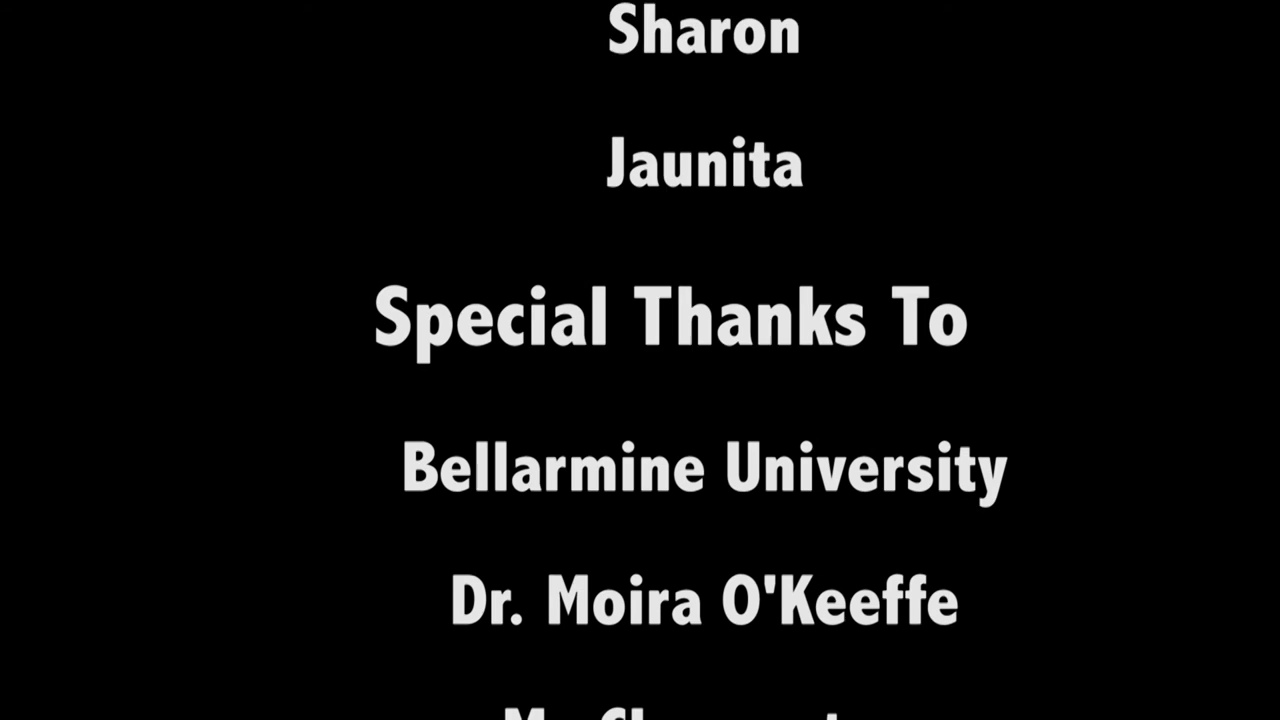 Sharon
Jaunita
Special Thanks To
Bellarmine University
Dr. Moira O'Keeffe